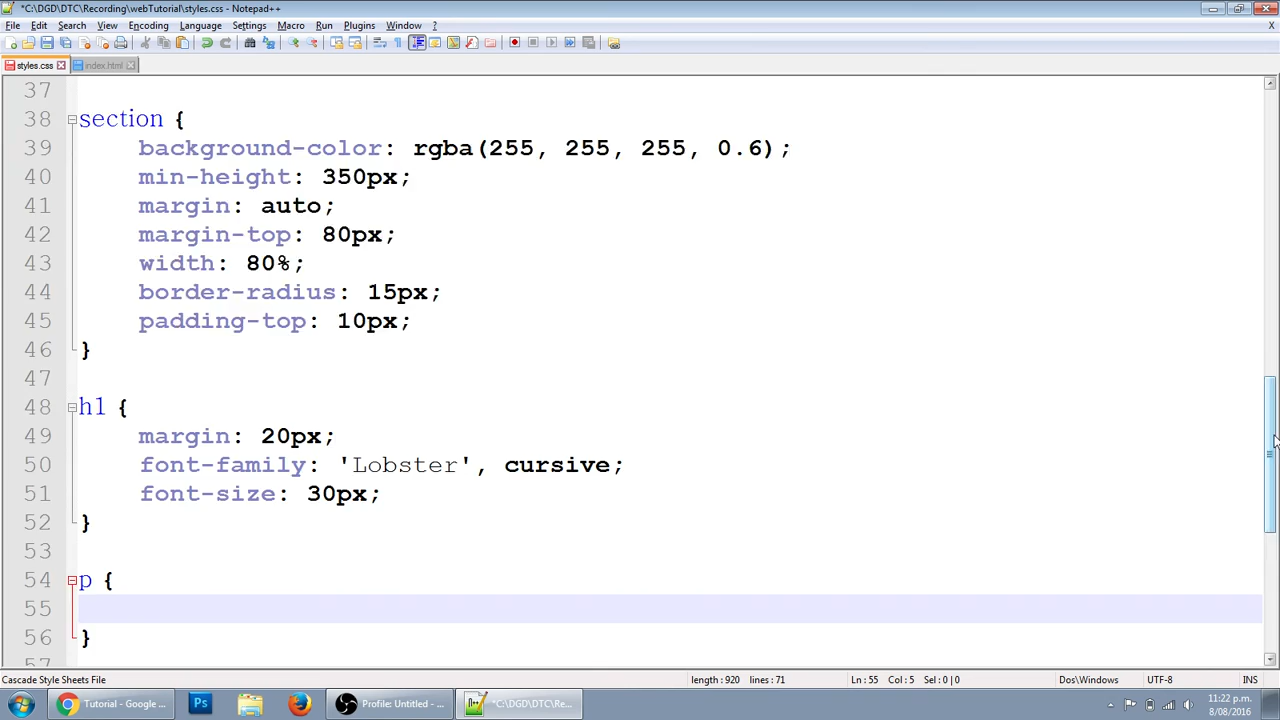 *C:\DGD\DTC\Recording\webTutorial\styles.css - Notepad++
File Edit Search View Encoding Language Settings Macro Run Plugins Window ? X
styles.css index.html
37
38 section {
39 background-color: rgba(255, 255, 255, 0.6);
40 min-height: 350px;
41 margin: auto;
42 margin-top: 80px;
43 width: 80%;
44 border-radius: 15px;
45 padding-top: 10px;
46 }
47
48 h1 {
49 margin: 20px;
50 font-family: 'Lobster', cursive;
51 font-size: 30px;
52 }
53
54 p {
55
56 }
57
Cascade Style Sheets File length : 920 lines : 71 Ln : 55 Col : 5 Sel : 0 | 0 Dos\Windows UTF-8 INS
Tutorial - Google ... Ps Profile: Untitled - ... *C:\DGD\DTC\Re... 11:22 p.m.
8/08/2016